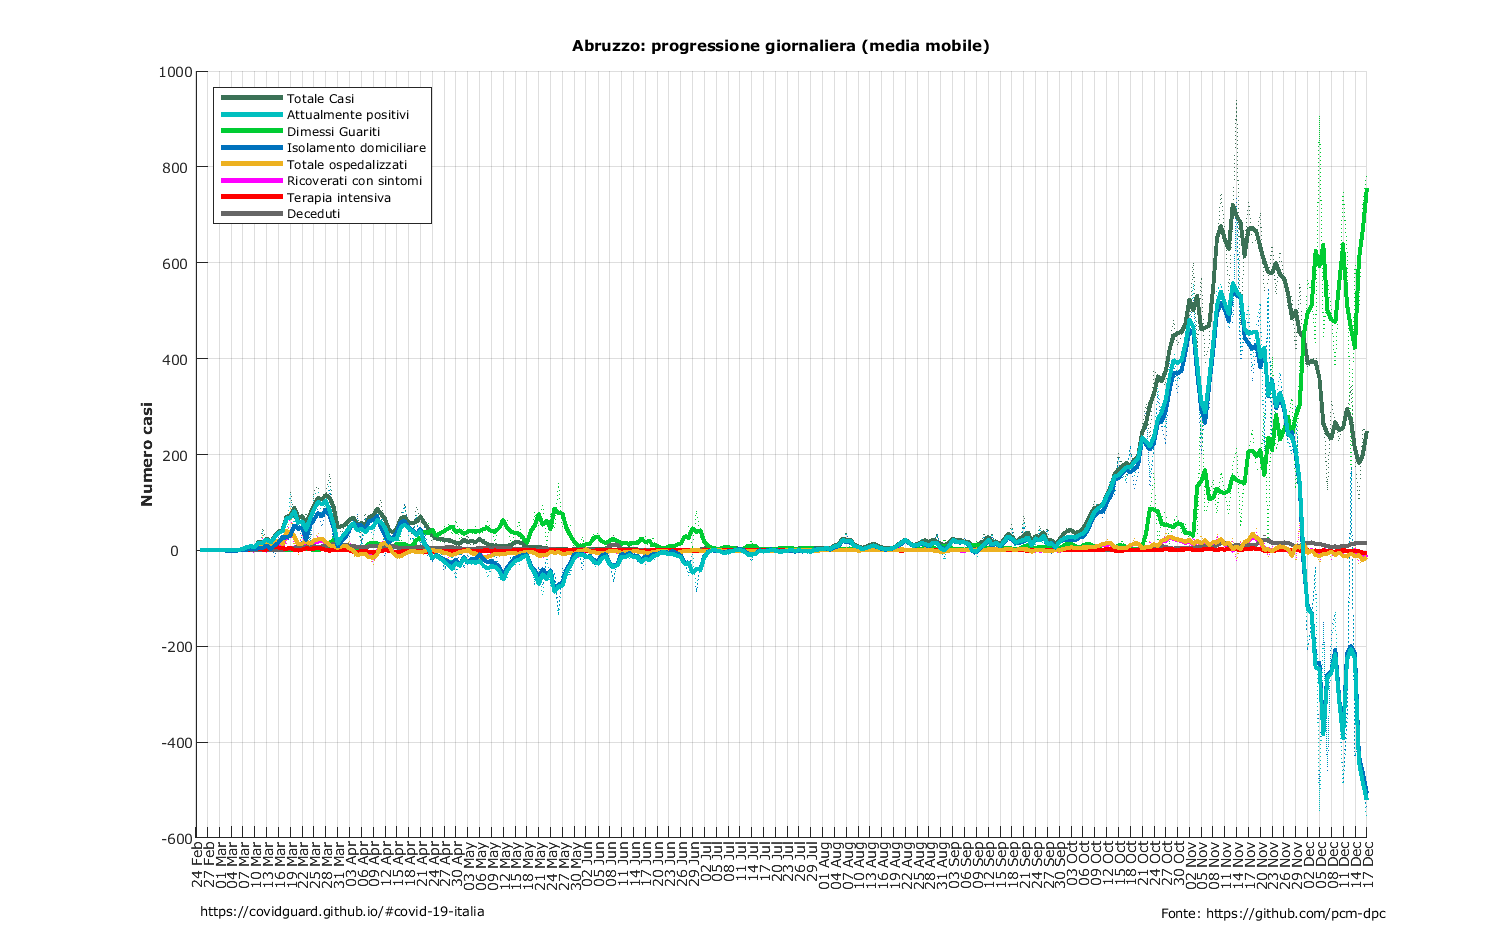 Abruzzo: progressione giornaliera (media mobile)
Numero casi
1000
800
600
400
200
0
-200
-400
-600
Totale Casi
Attualmente positivi
Dimessi Guariti
Isolamento domiciliare
Totale ospedalizzati
Ricoverati con sintomi
Terapia intensiva
Deceduti
24 Feb
27 Feb
01 Mar
04 Mar
07 Mar
10 Mar
13 Mar
16 Mar
19 Mar
22 Mar
25 Mar
28 Mar
31 Mar
03 Apr
06 Apr
09 Apr
12 Apr
15 Apr
18 Apr
21 Apr
24 Apr
27 Apr
30 Apr
03 May
06 May
09 May
12 May
15 May
18 May
21 May
24 May
27 May
30 May
02 Jun
05 Jun
08 Jun
11 Jun
14 Jun
17 Jun
20 Jun
23 Jun
26 Jun
29 Jun
02 Jul
05 Jul
08 Jul
11 Jul
14 Jul
17 Jul
20 Jul
23 Jul
26 Jul
29 Jul
01 Aug
04 Aug
07 Aug
10 Aug
13 Aug
16 Aug
19 Aug
22 Aug
25 Aug
28 Aug
31 Aug
03 Sep
06 Sep
09 Sep
12 Sep
15 Sep
18 Sep
21 Sep
24 Sep
27 Sep
30 Sep
03 Oct
06 Oct
09 Oct
12 Oct
15 Oct
18 Oct
21 Oct
24 Oct
27 Oct
30 Oct
02 Nov
05 Nov
08 Nov
11 Nov
14 Nov
17 Nov
20 Nov
23 Nov
26 Nov
29 Nov
02 Dec
05 Dec
08 Dec
11 Dec
14 Dec
17 Dec
https://covidguard.github.io/#covid-19-italia
Fonte: https://github.com/pcm-dpc